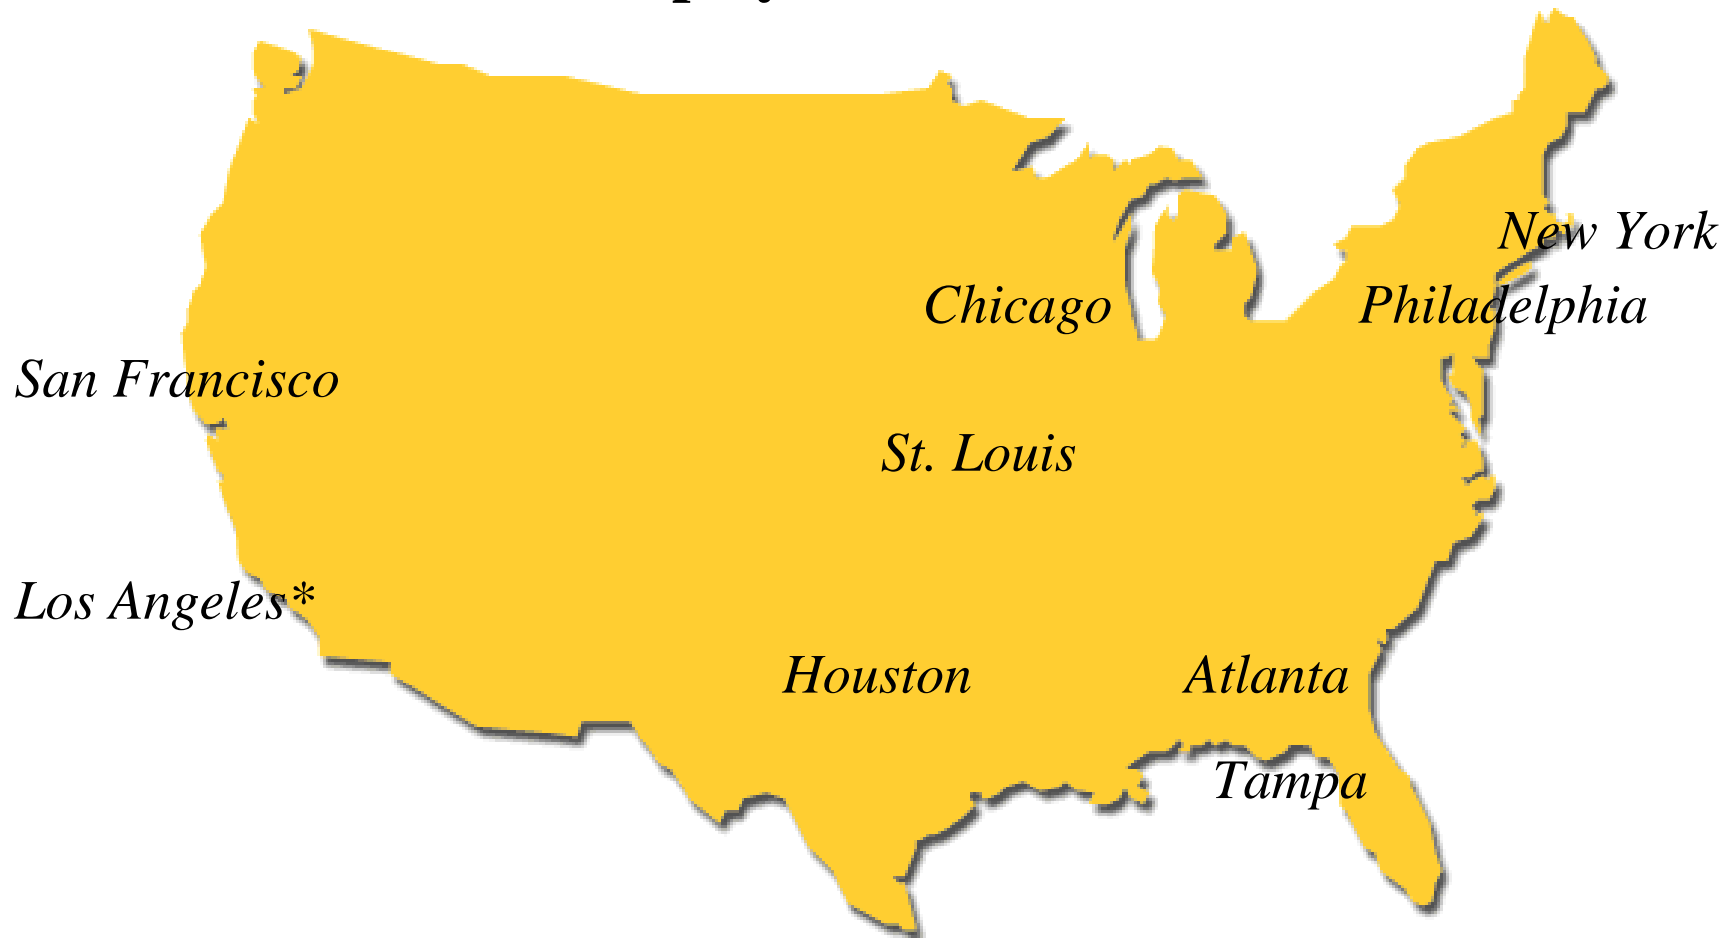 New York
Chicago
Philadelphia
San Francisco
St. Louis
Los Angeles*
Houston
Atlanta
Tampa